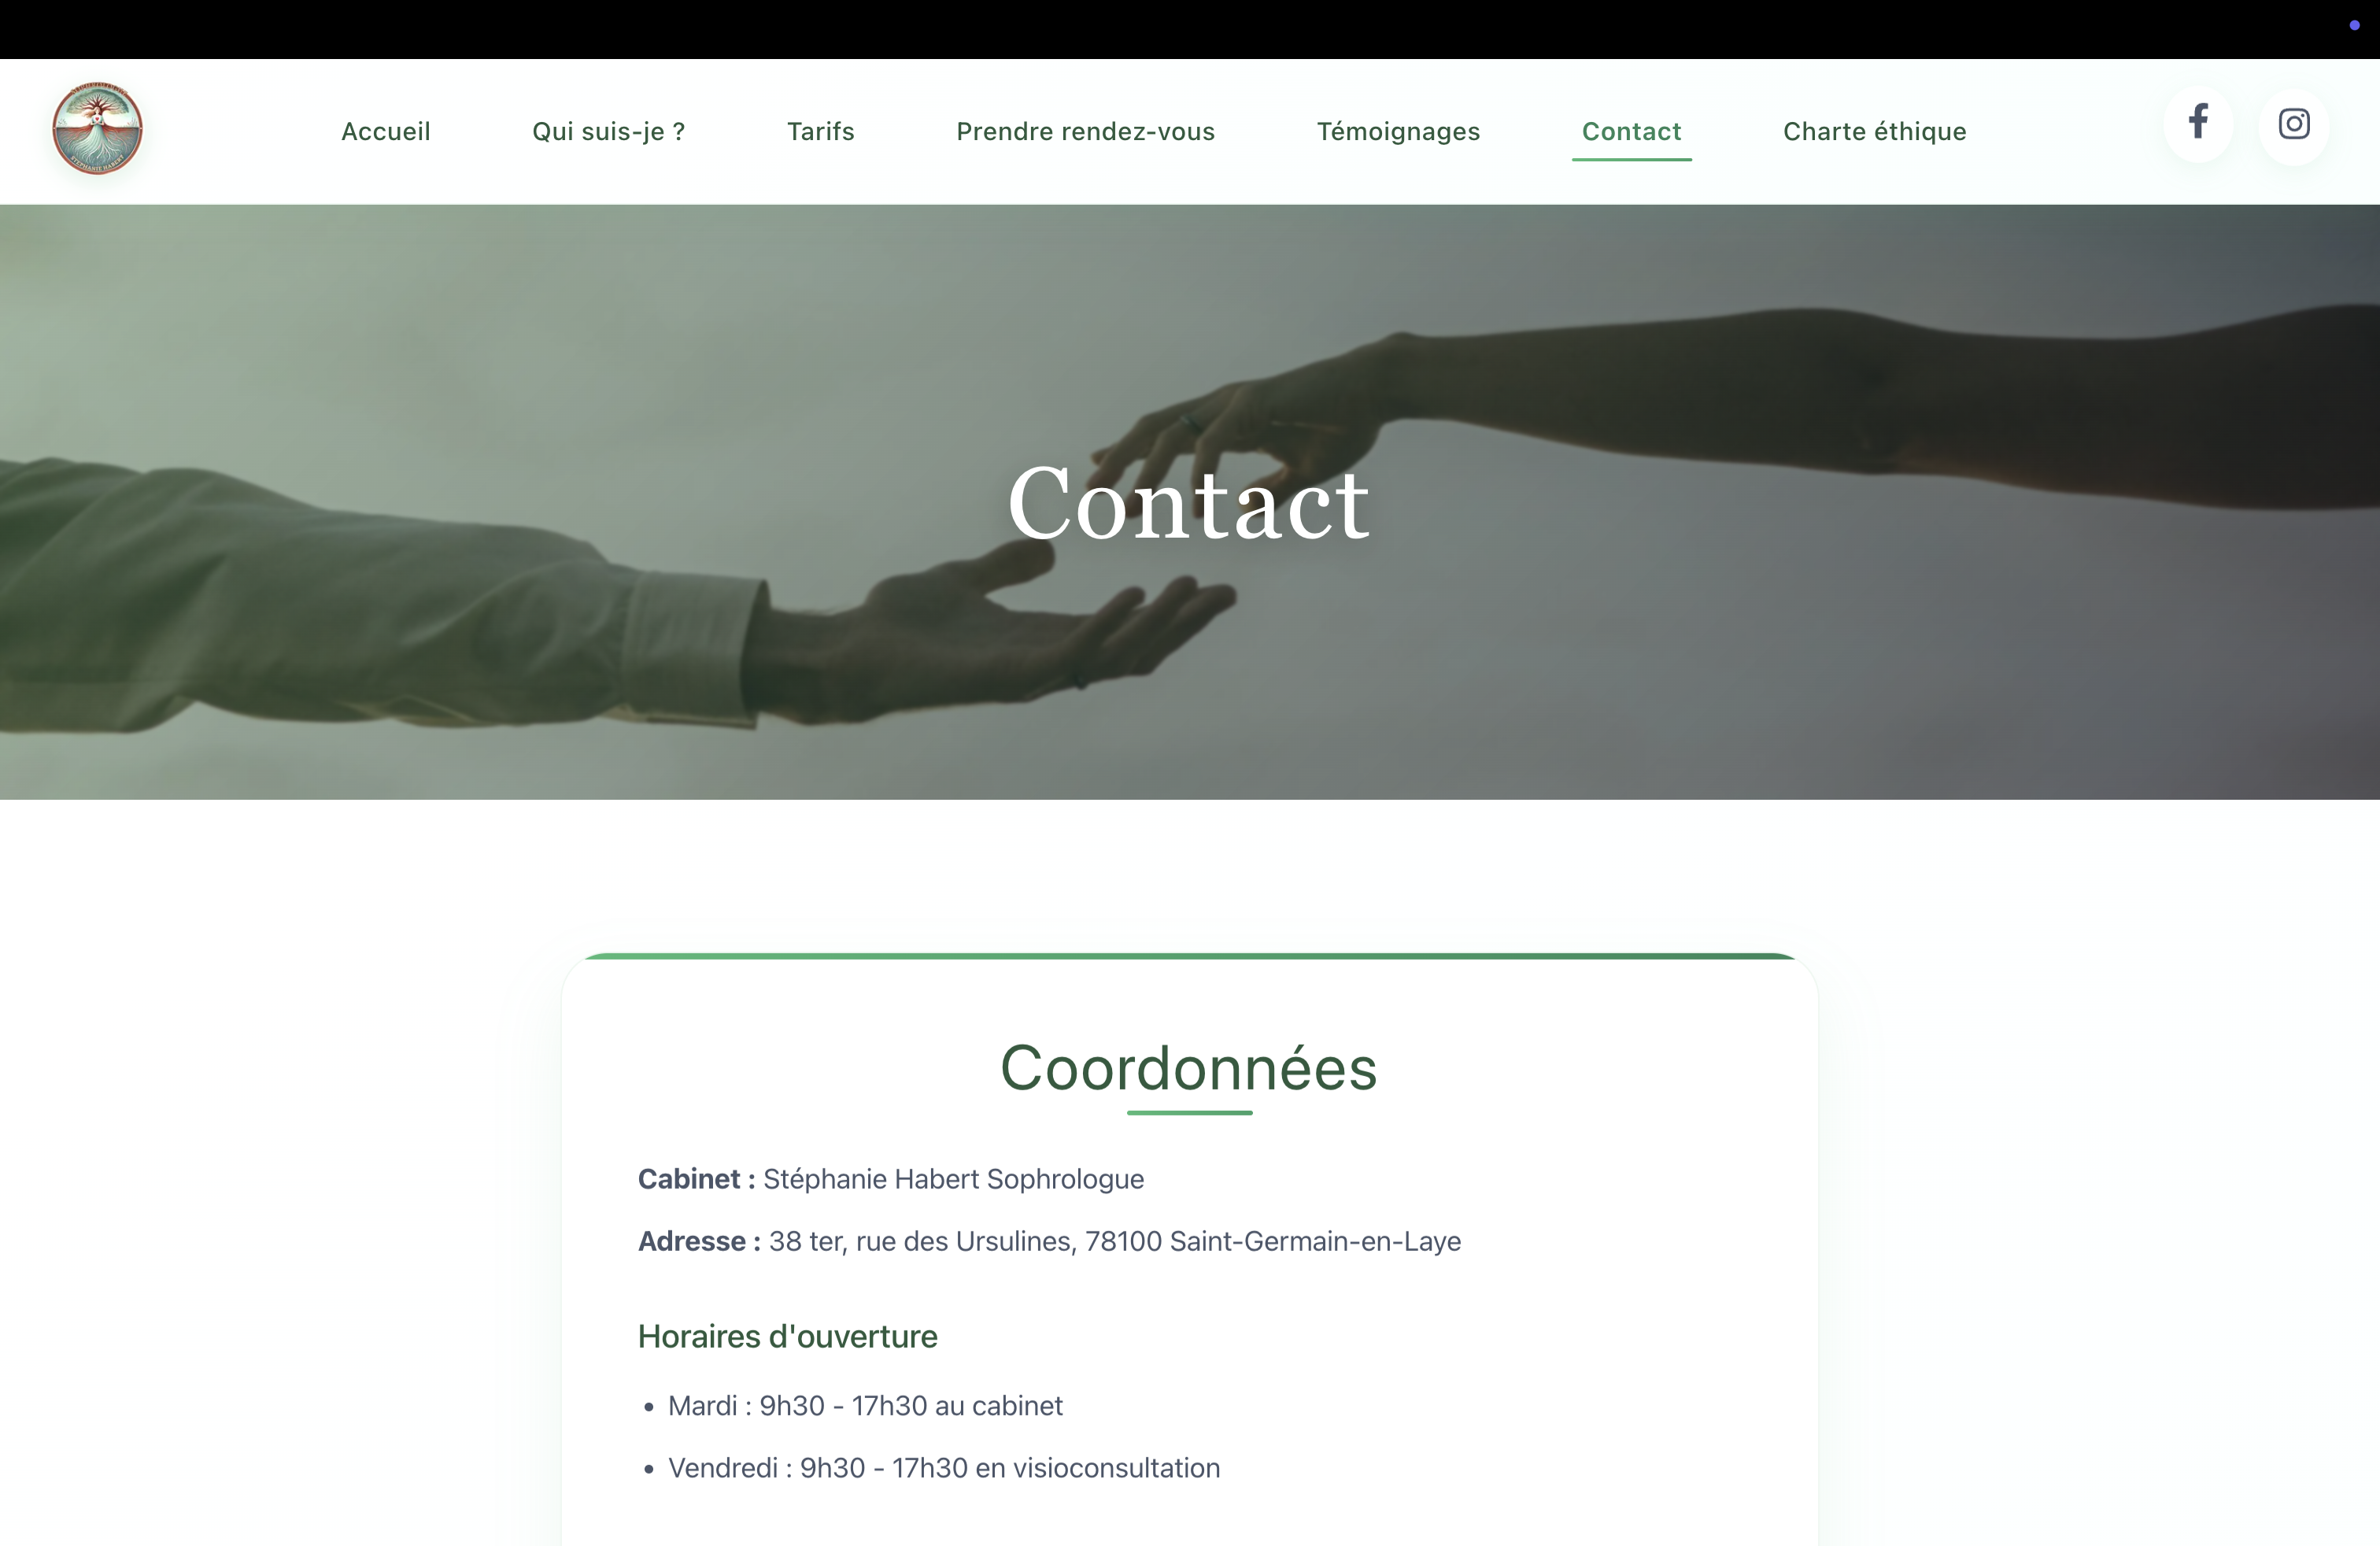 STÉPHANIE HABERT
Accueil
Qui suis-je ?
Tarifs
Prendre rendez-vous
Témoignages
Contact
Charte éthique
Contact
Coordonnées
Cabinet : Stéphanie Habert Sophrologue
Adresse : 38 ter, rue des Ursulines, 78100 Saint-Germain-en-Laye
Horaires d'ouverture
• Mardi : 9h30 - 17h30 au cabinet
• Vendredi : 9h30 - 17h30 en visioconsultation